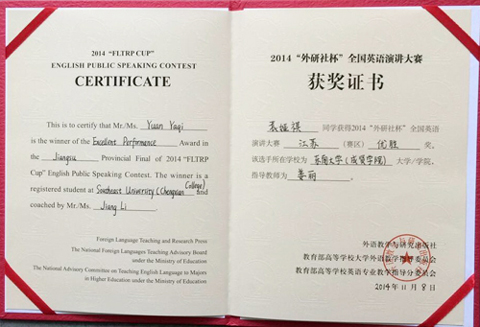 2014 "FLTRP CUP"
ENGLISH PUBLIC SPEAKING CONTEST
CERTIFICATE
This is to certify that Mr./Ms. Yuan Yaqi
is the winner of the Excellent Performance Award in
the Jiangsu Provincial Final of 2014 "FLTRP
Cup" English Public Speaking Contest. The winner is a
registered student at Southeast University (Chengxian College) and
coached by Mr./Ms. Jiang Li
Foreign Language Teaching and Research Press
The National Foreign Languages Teaching Advisory Board
under the Ministry of Education
The National Advisory Committee on Teaching English Language to Majors
in Higher Education under the Ministry of Education
2014 "外研社杯" 全国英语演讲大赛
获奖证书
袁娅琪 同学获得2014 "外研社杯" 全国英语
演讲大赛 江苏 (赛区) 优胜 奖。
该选手所在学校为 东南大学(成贤学院) 大学/学院,
指导教师为 姜丽 。
外语教学与研究出版社
教育部高等学校大学外语教学指导委员会
教育部高等学校英语专业教学指导分委员会
2014年11月8日